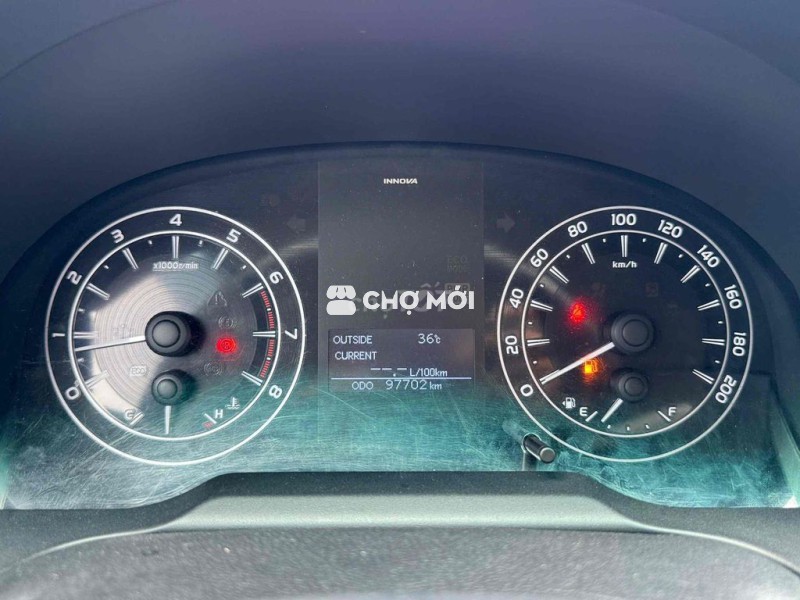 INNOVA
0 1 2 3 4 5 6 7 8
x1000r/min
ECO
C H
CHỢ MỚI
OUTSIDE 36℃
CURRENT
--.- L/100km
ODO 97702 km
0 20 40 60 80 100 120 140 160 180 200
km/h
E F